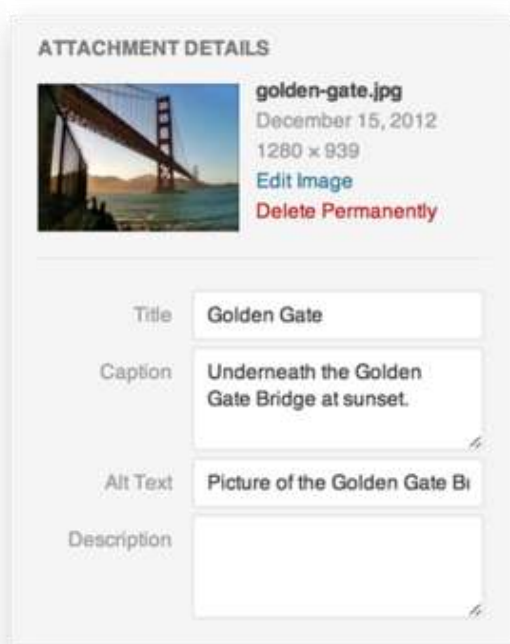 ATTACHMENT DETAILS
golden-gate.jpg
December 15, 2012
1280 × 939
Edit Image
Delete Permanently
Title
Golden Gate
Caption
Underneath the Golden
Gate Bridge at sunset.
Alt Text
Picture of the Golden Gate
Description